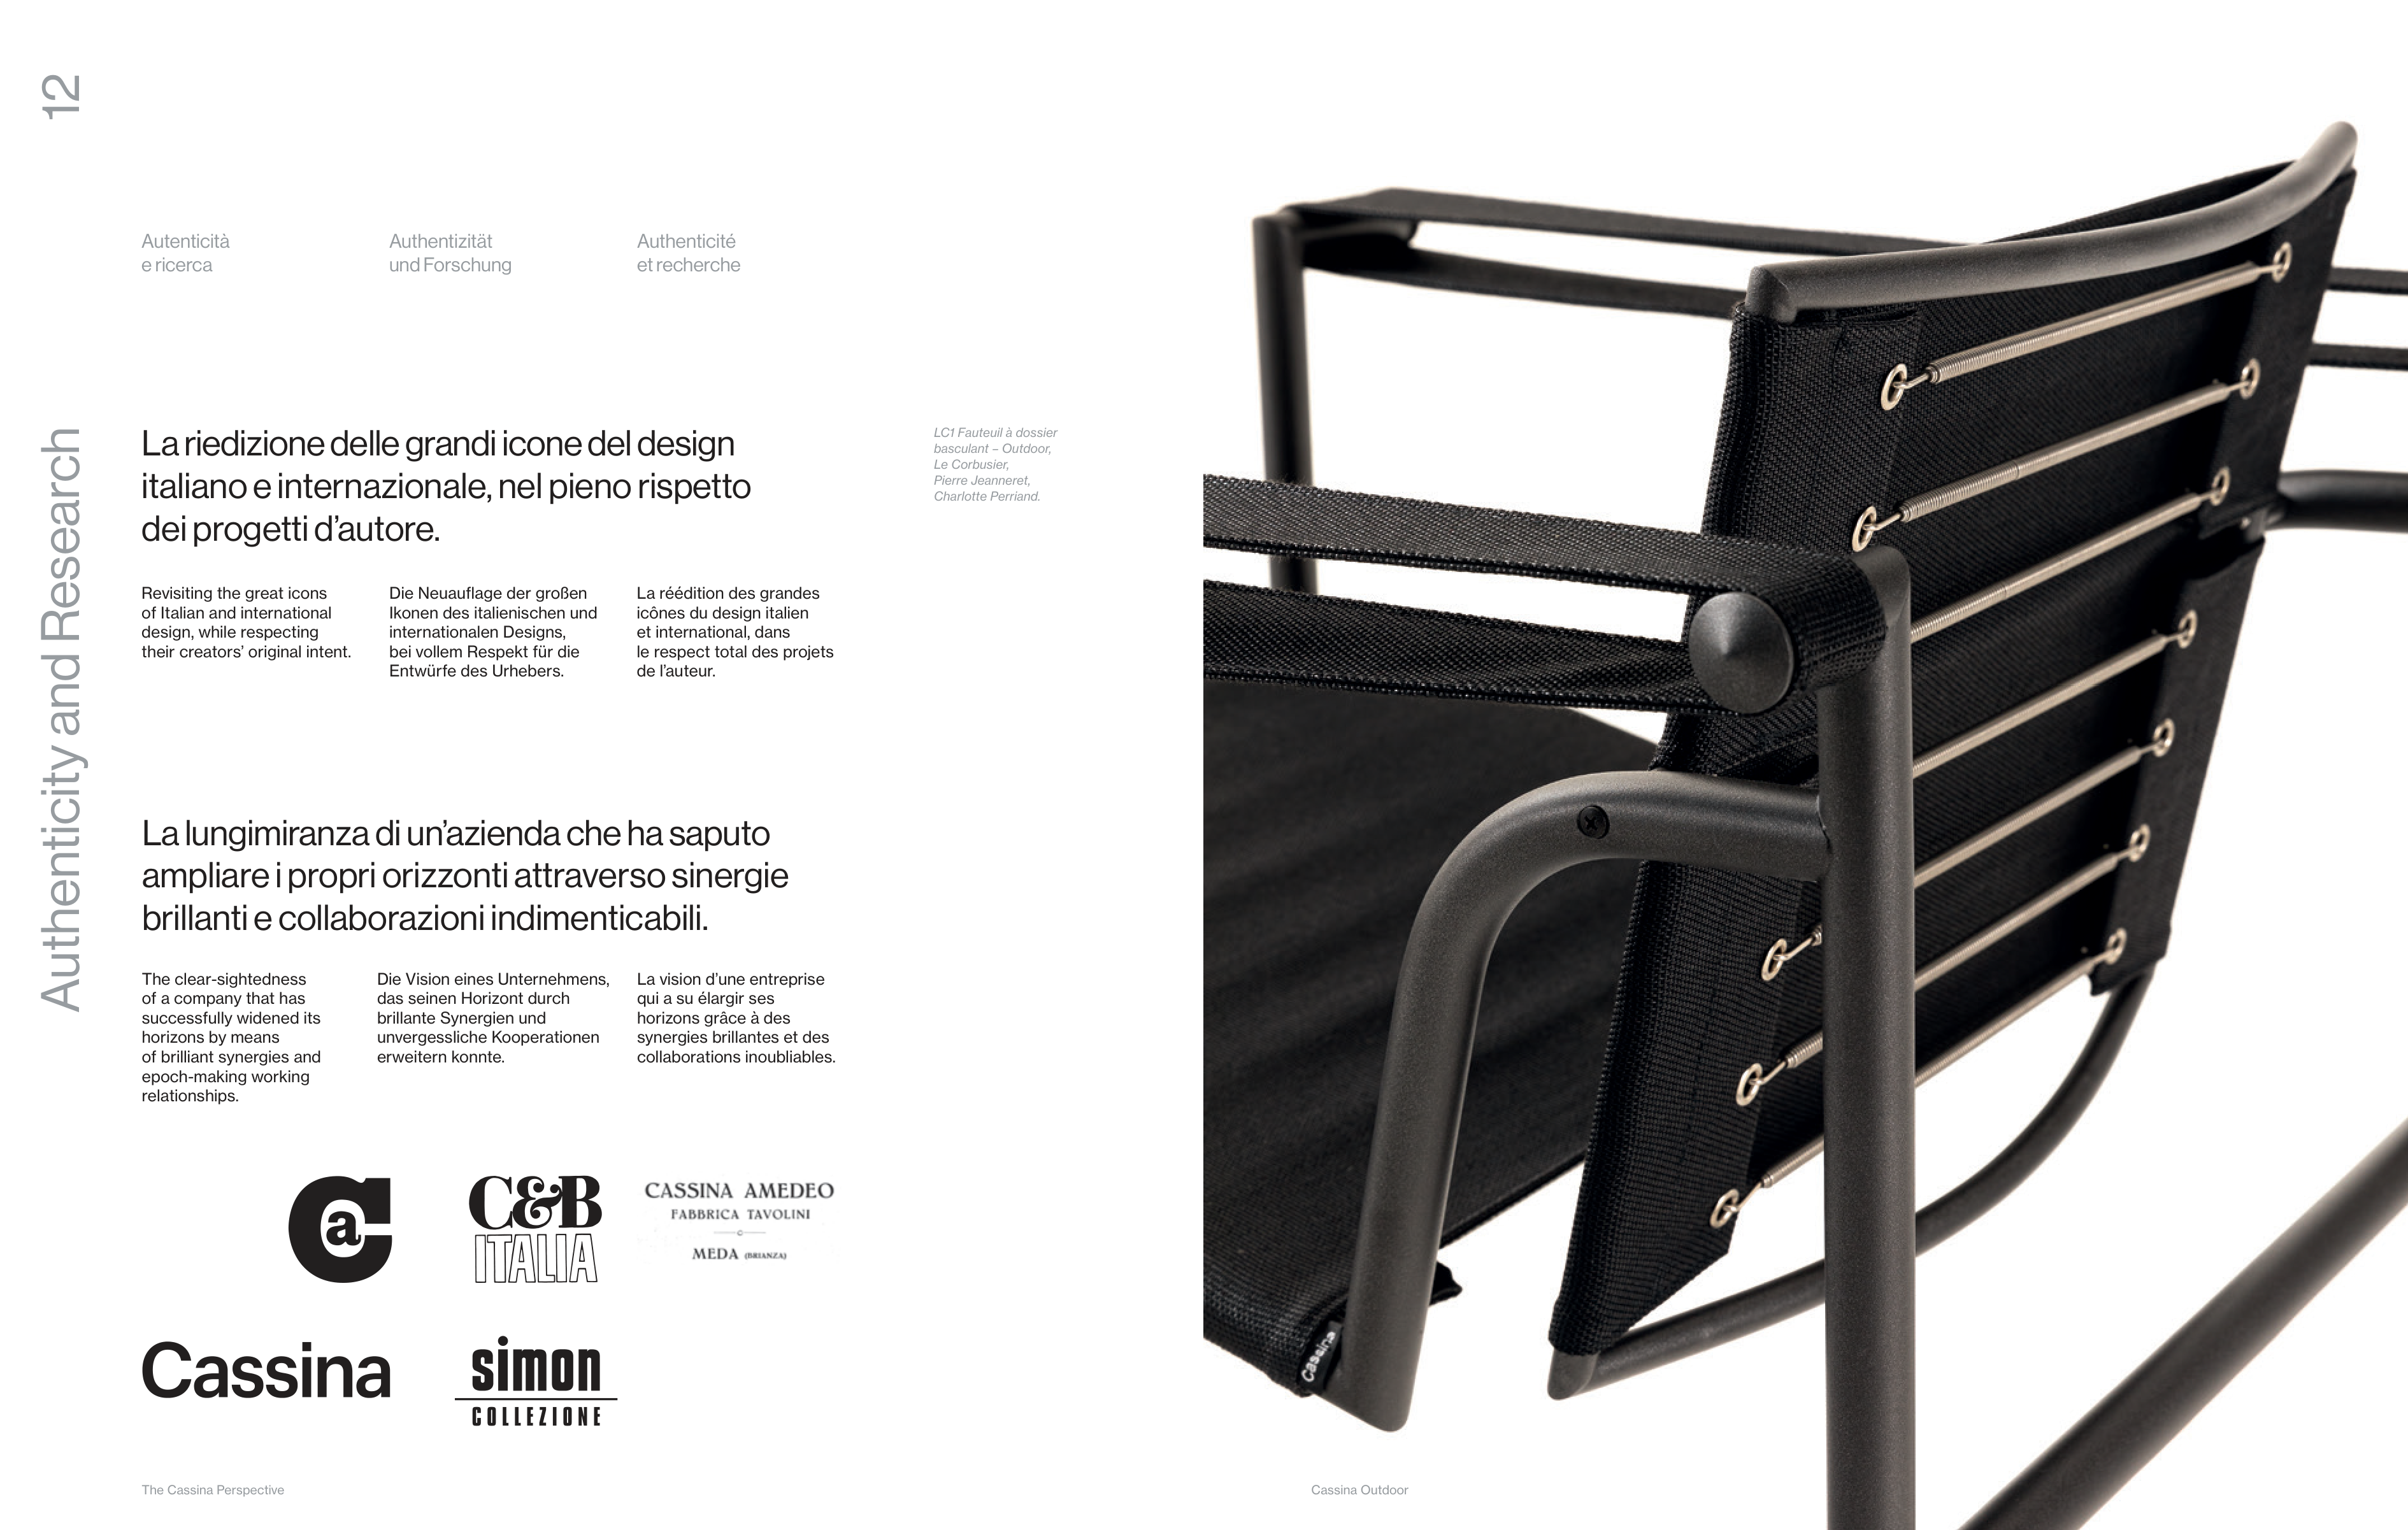 12
Authenticity and Research
Autenticità
e ricerca
Authentizität
und Forschung
Authenticité
et recherche
La riedizione delle grandi icone del design
italiano e internazionale, nel pieno rispetto
dei progetti d’autore.
Revisiting the great icons
of Italian and international
design, while respecting
their creators’ original intent.
Die Neuauflage der großen
Ikonen des italienischen und
internationalen Designs,
bei vollem Respekt für die
Entwürfe des Urhebers.
La réédition des grandes
icônes du design italien
et international, dans
le respect total des projets
de l’auteur.
LC1 Fauteuil à dossier
basculant – Outdoor,
Le Corbusier,
Pierre Jeanneret,
Charlotte Perriand.
La lungimiranza di un’azienda che ha saputo
ampliare i propri orizzonti attraverso sinergie
brillanti e collaborazioni indimenticabili.
The clear-sightedness
of a company that has
successfully widened its
horizons by means
of brilliant synergies and
epoch-making working
relationships.
Die Vision eines Unternehmens,
das seinen Horizont durch
brillante Synergien und
unvergessliche Kooperationen
erweitern konnte.
La vision d’une entreprise
qui a su élargir ses
horizons grâce à des
synergies brillantes et des
collaborations inoubliables.
Ca
C&B
ITALIA
CASSINA AMEDEO
FABBRICA TAVOLINI
MEDA (BRIANZA)
Cassina
simon
COLLEZIONE
Cassina
The Cassina Perspective
Cassina Outdoor